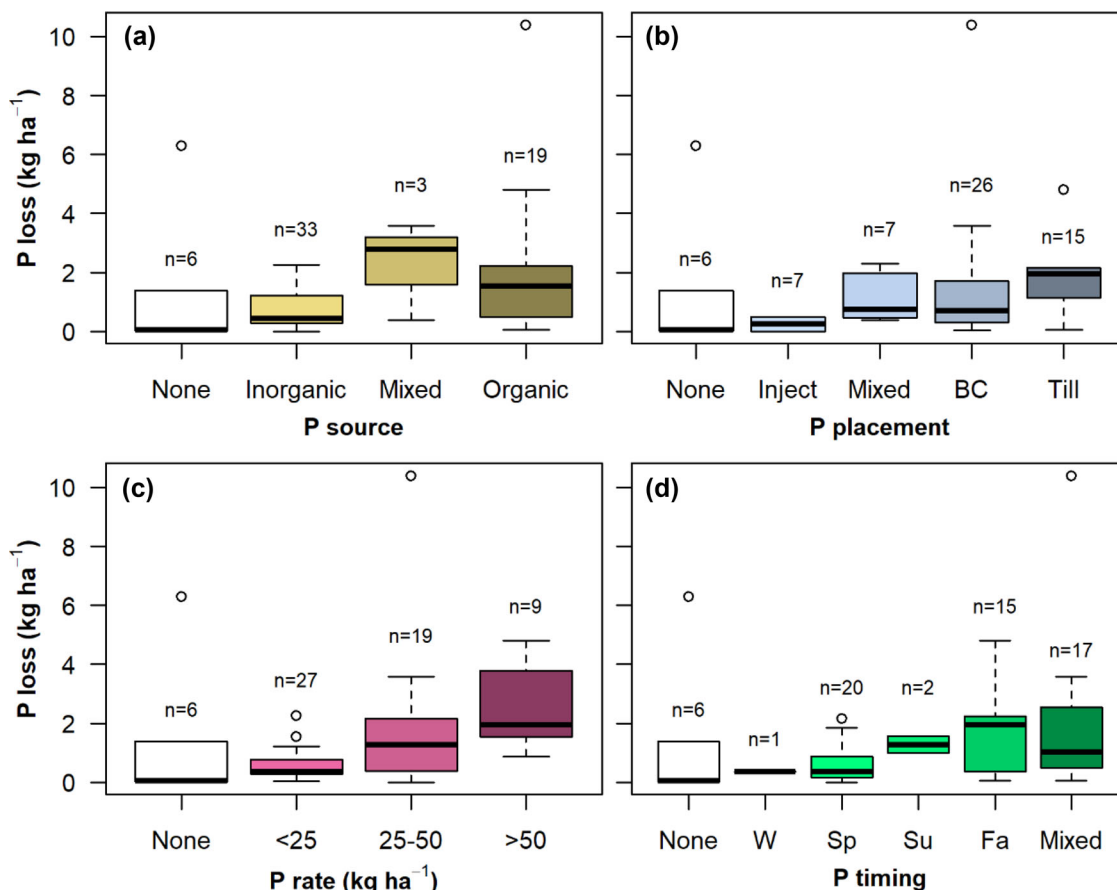 (a)
P loss (kg ha⁻¹)
10
8
6
4
2
0
n=6
n=33
n=3
n=19
None Inorganic Mixed Organic
P source
(b)
n=6
n=7
n=7
n=26
n=15
None Inject Mixed BC Till
P placement
(c)
P loss (kg ha⁻¹)
10
8
6
4
2
0
n=6
n=27
n=19
n=9
None <25 25-50 >50
P rate (kg ha⁻¹)
(d)
n=6
n=1
n=20
n=2
n=15
n=17
None W Sp Su Fa Mixed
P timing